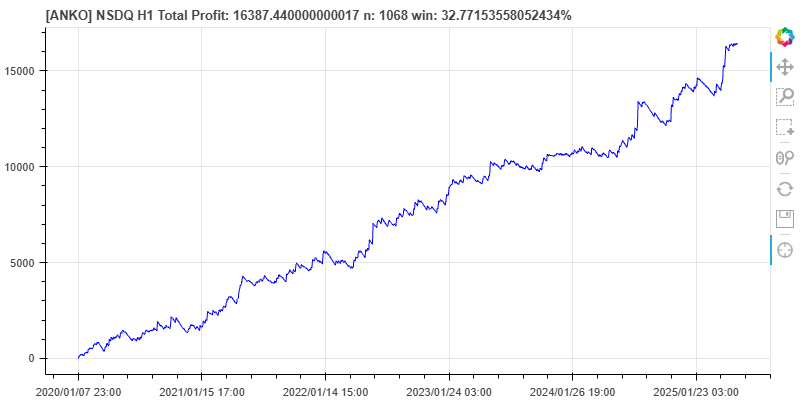 [ANKO] NSDQ H1 Total Profit: 16387.440000000017 n: 1068 win: 32.77153558052434%
15000
10000
5000
0
2020/01/07 23:00 2021/01/15 17:00 2022/01/14 15:00 2023/01/24 03:00 2024/01/26 19:00 2025/01/23 03:00